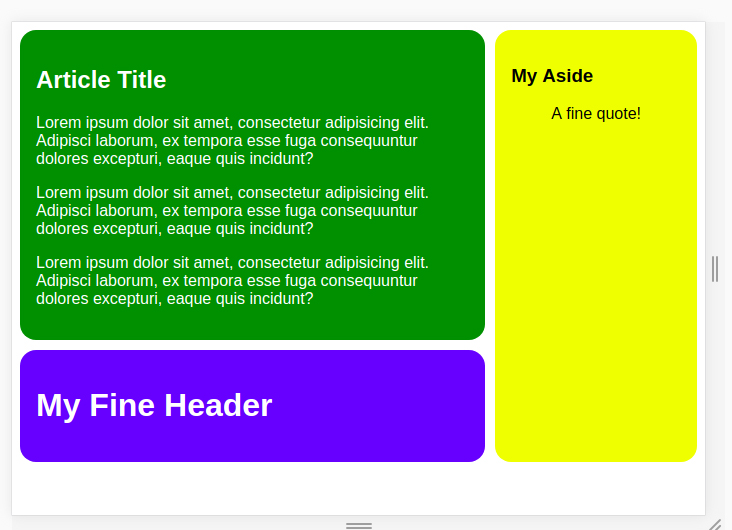 Article Title
Lorem ipsum dolor sit amet, consectetur adipisicing elit.
Adipisci laborum, ex tempora esse fuga consequuntur
dolores excepturi, eaque quis incidunt?
Lorem ipsum dolor sit amet, consectetur adipisicing elit.
Adipisci laborum, ex tempora esse fuga consequuntur
dolores excepturi, eaque quis incidunt?
Lorem ipsum dolor sit amet, consectetur adipisicing elit.
Adipisci laborum, ex tempora esse fuga consequuntur
dolores excepturi, eaque quis incidunt?
My Fine Header
My Aside
A fine quote!